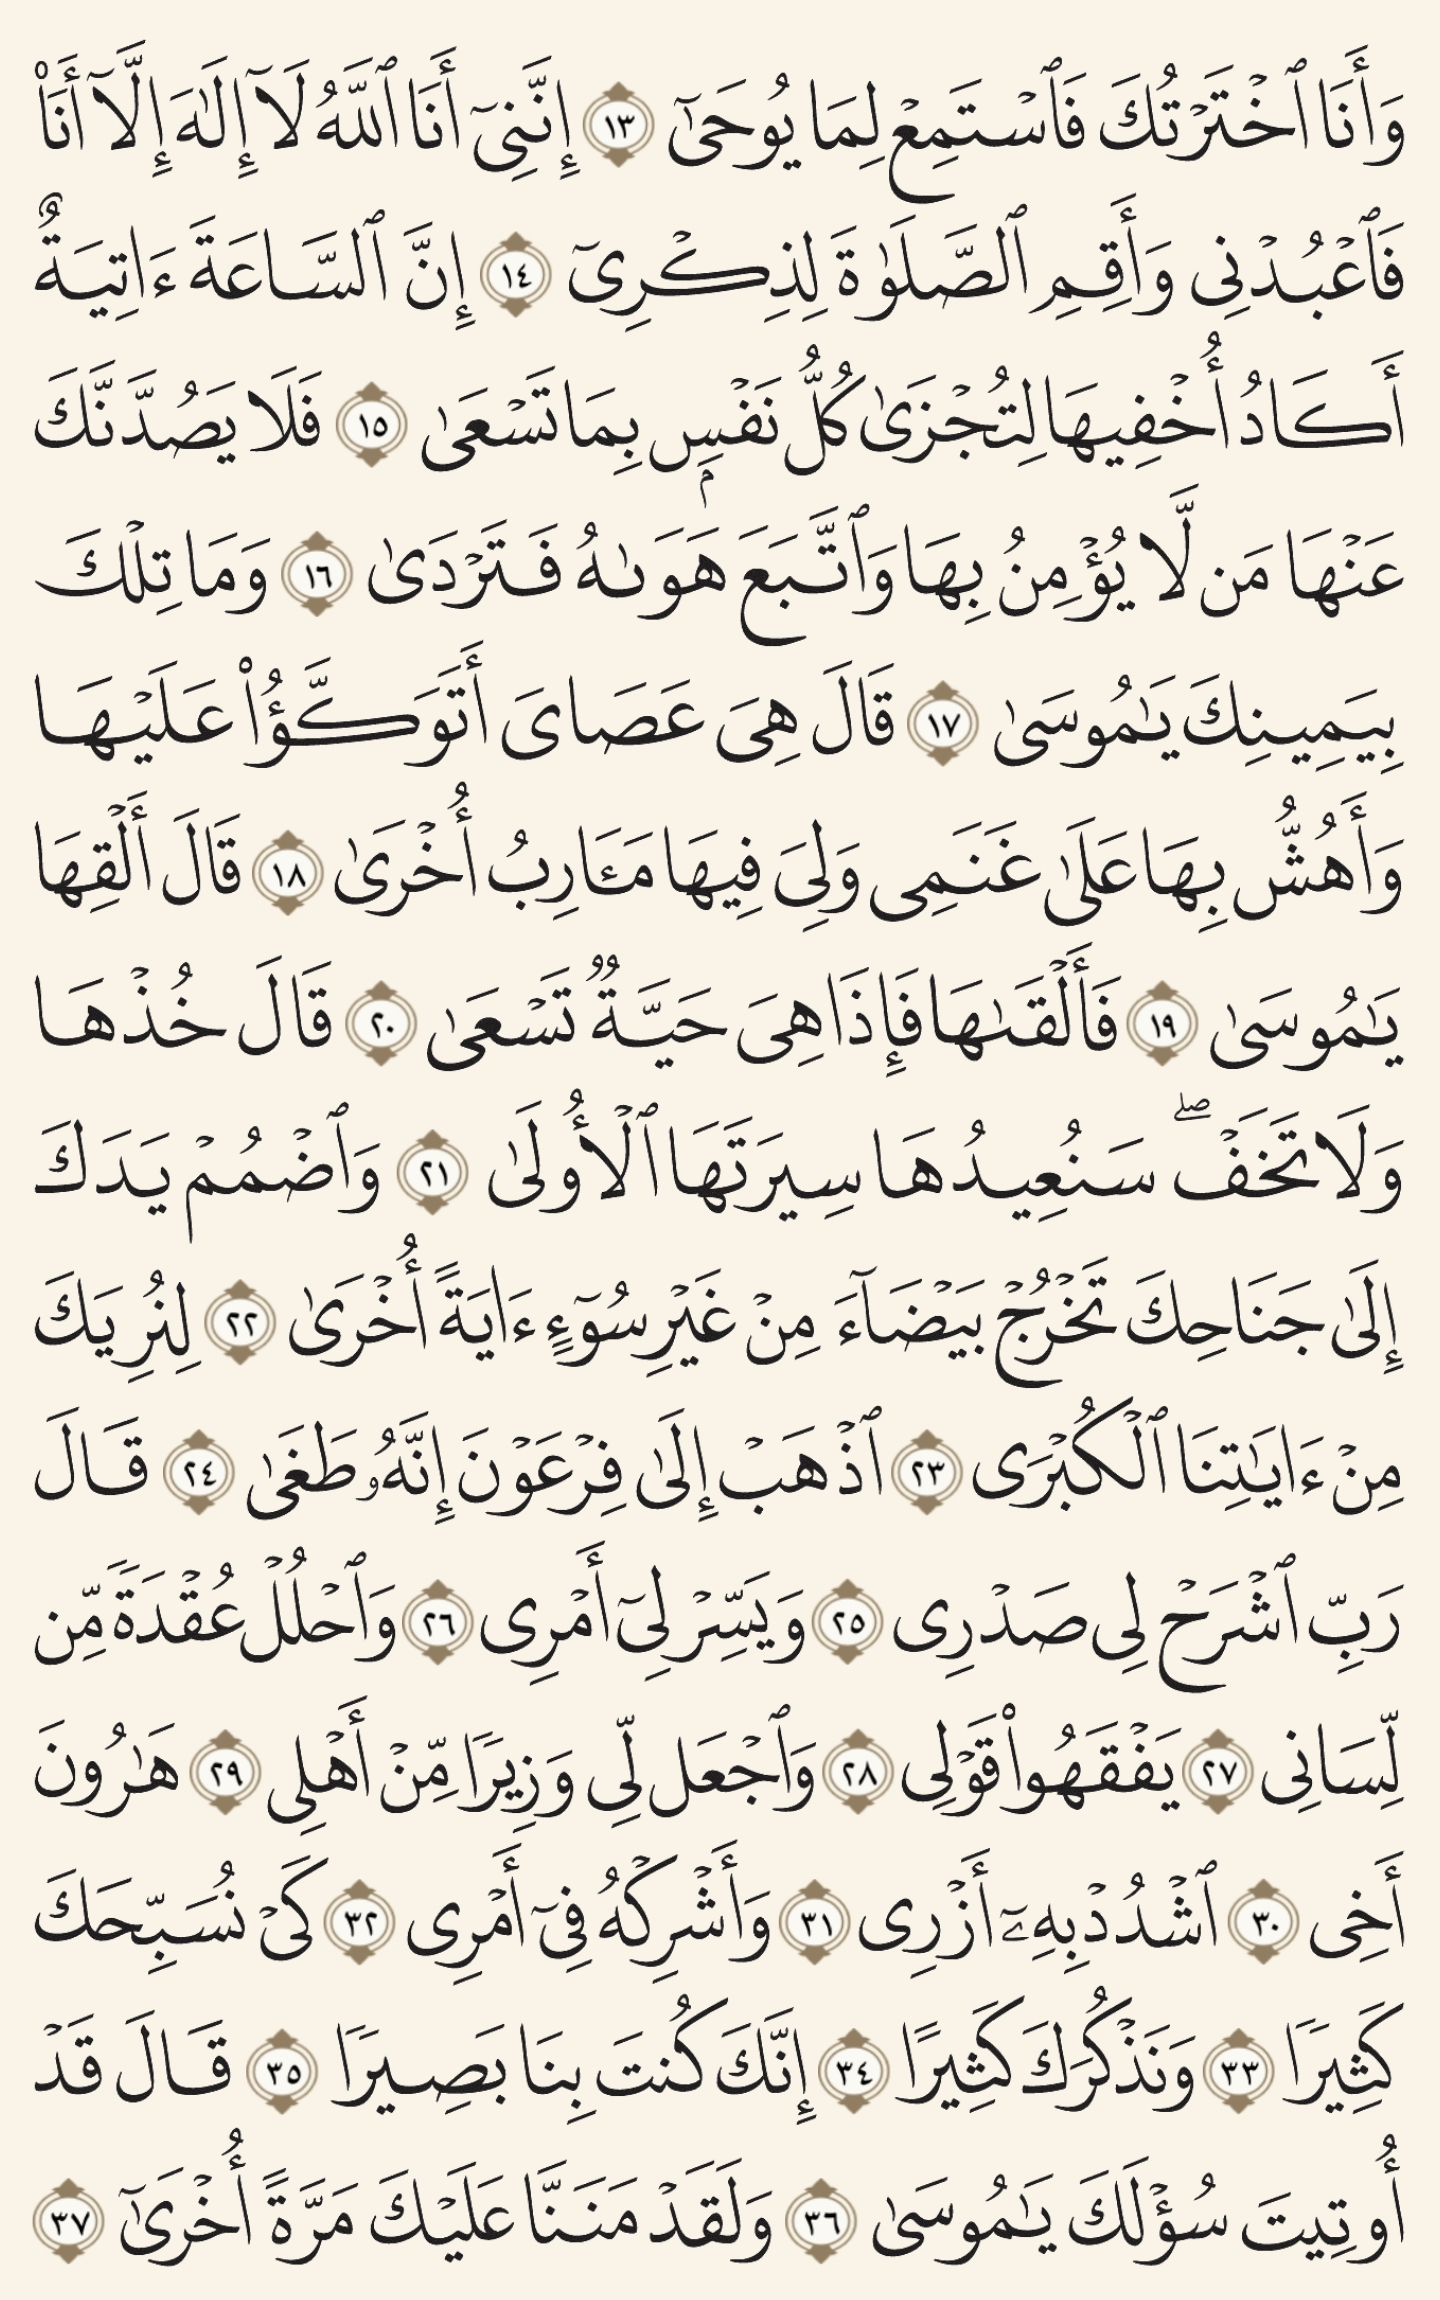 وَأَنَا ٱخْتَرْتُكَ فَٱسْتَمِعْ لِمَا يُوحَىٰٓ ١٣ إِنَّنِىٓ أَنَا ٱللَّهُ لَآ إِلَٰهَ إِلَّآ أَنَا۠
فَٱعْبُدْنِى وَأَقِمِ ٱلصَّلَوٰةَ لِذِكْرِىٓ ١٤ إِنَّ ٱلسَّاعَةَ ءَاتِيَةٌ
أَكَادُ أُخْفِيهَا لِتُجْزَىٰ كُلُّ نَفْسٍۭ بِمَا تَسْعَىٰ ١٥ فَلَا يَصُدَّنَّكَ
عَنْهَا مَن لَّا يُؤْمِنُ بِهَا وَٱتَّبَعَ هَوَىٰهُ فَتَرْدَىٰ ١٦ وَمَا تِلْكَ
بِيَمِينِكَ يَٰمُوسَىٰ ١٧ قَالَ هِىَ عَصَاىَ أَتَوَكَّؤُا۟ عَلَيْهَا
وَأَهُشُّ بِهَا عَلَىٰ غَنَمِى وَلِىَ فِيهَا مَـَٔارِبُ أُخْرَىٰ ١٨ قَالَ أَلْقِهَا
يَٰمُوسَىٰ ١٩ فَأَلْقَىٰهَا فَإِذَا هِىَ حَيَّةٌ تَسْعَىٰ ٢٠ قَالَ خُذْهَا
وَلَا تَخَفْ ۖ سَنُعِيدُهَا سِيرَتَهَا ٱلْأُولَىٰ ٢١ وَٱضْمُمْ يَدَكَ
إِلَىٰ جَنَاحِكَ تَخْرُجْ بَيْضَآءَ مِنْ غَيْرِ سُوٓءٍ ءَايَةً أُخْرَىٰ ٢٢ لِنُرِيَكَ
مِنْ ءَايَٰتِنَا ٱلْكُبْرَى ٢٣ ٱذْهَبْ إِلَىٰ فِرْعَوْنَ إِنَّهُۥ طَغَىٰ ٢٤ قَالَ
رَبِّ ٱشْرَحْ لِى صَدْرِى ٢٥ وَيَسِّرْ لِىٓ أَمْرِى ٢٦ وَٱحْلُلْ عُقْدَةً مِّن
لِّسَانِى ٢٧ يَفْقَهُوا۟ قَوْلِى ٢٨ وَٱجْعَل لِّى وَزِيرًا مِّنْ أَهْلِى ٢٩ هَٰرُونَ
أَخِى ٣٠ ٱشْدُدْ بِهِۦٓ أَزْرِى ٣١ وَأَشْرِكْهُ فِىٓ أَمْرِى ٣٢ كَىْ نُسَبِّحَكَ
كَثِيرًا ٣٣ وَنَذْكُرَكَ كَثِيرًا ٣٤ إِنَّكَ كُنتَ بِنَا بَصِيرًا ٣٥ قَالَ قَدْ
أُوتِيتَ سُؤْلَكَ يَٰمُوسَىٰ ٣٦ وَلَقَدْ مَنَنَّا عَلَيْكَ مَرَّةً أُخْرَىٰٓ ٣٧